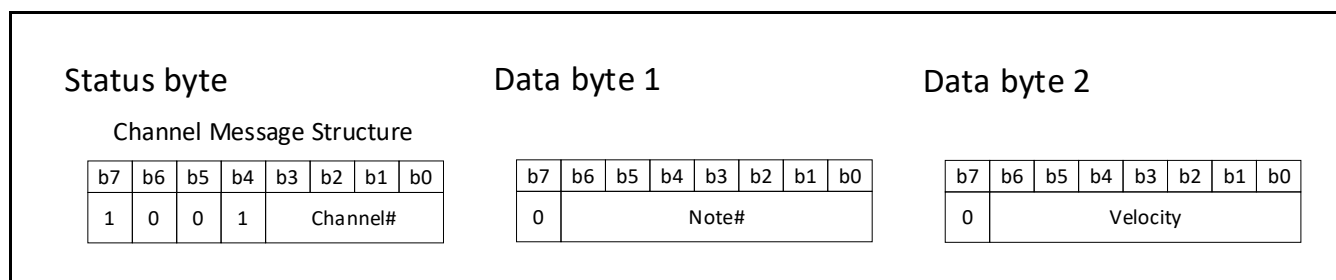 Status byte
Data byte 1
Data byte 2
Channel Message Structure
b7 b6 b5 b4 b3 b2 b1 b0
b7 b6 b5 b4 b3 b2 b1 b0
b7 b6 b5 b4 b3 b2 b1 b0
1 0 0 1 Channel#
0 Note#
0 Velocity